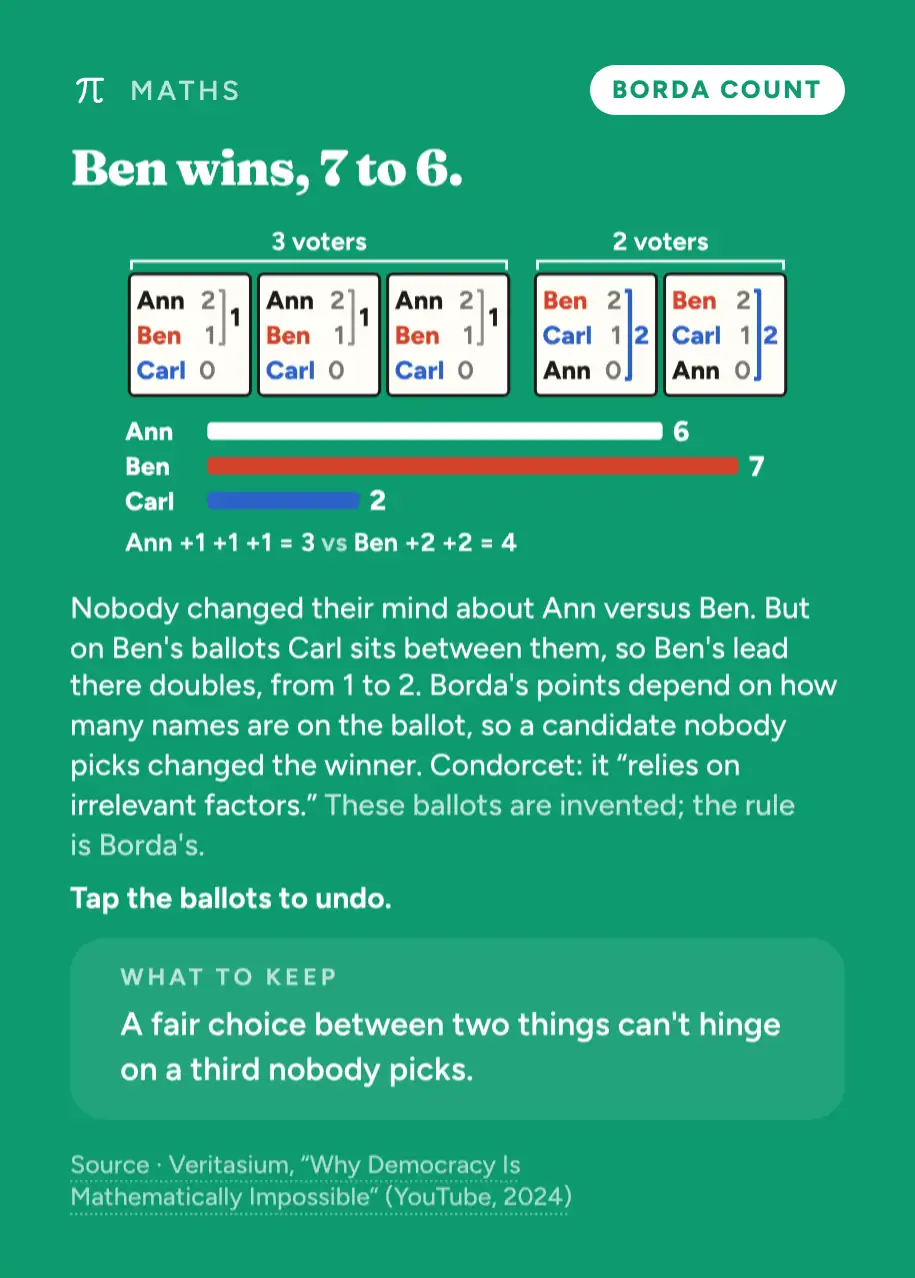 π MATHS
BORDA COUNT
Ben wins, 7 to 6.
3 voters
2 voters
Ann 2
Ben 1
Carl 0
1
Ann 2
Ben 1
Carl 0
1
Ann 2
Ben 1
Carl 0
1
Ben 2
Carl 1
Ann 0
2
Ben 2
Carl 1
Ann 0
2
Ann 6
Ben 7
Carl 2
Ann +1 +1 +1 = 3 vs Ben +2 +2 = 4
Nobody changed their mind about Ann versus Ben. But
on Ben's ballots Carl sits between them, so Ben's lead
there doubles, from 1 to 2. Borda's points depend on how
many names are on the ballot, so a candidate nobody
picks changed the winner. Condorcet: it “relies on
irrelevant factors.” These ballots are invented; the rule
is Borda's.
Tap the ballots to undo.
WHAT TO KEEP
A fair choice between two things can't hinge
on a third nobody picks.
Source · Veritasium, “Why Democracy Is
Mathematically Impossible” (YouTube, 2024)